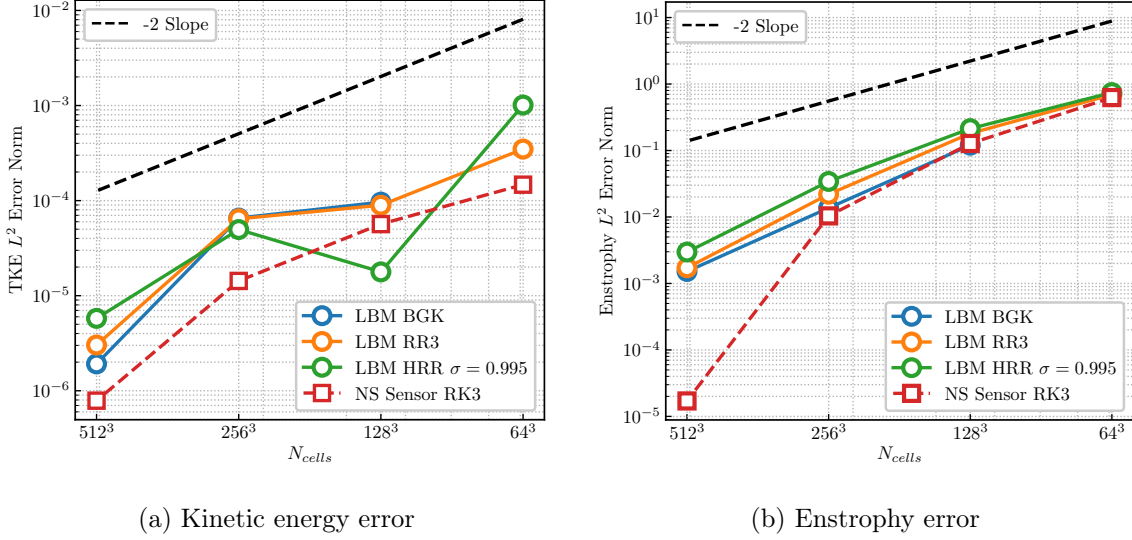 -2 Slope
10⁻²
10⁻³
10⁻⁴
10⁻⁵
10⁻⁶
TKE L² Error Norm
LBM BGK
LBM RR3
LBM HRR σ = 0.995
NS Sensor RK3
512³ 256³ 128³ 64³
N_cells
(a) Kinetic energy error
-2 Slope
10¹
10⁰
10⁻¹
10⁻²
10⁻³
10⁻⁴
10⁻⁵
Enstrophy L² Error Norm
LBM BGK
LBM RR3
LBM HRR σ = 0.995
NS Sensor RK3
512³ 256³ 128³ 64³
N_cells
(b) Enstrophy error